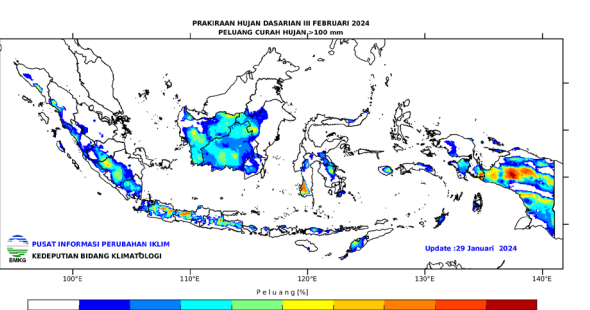 PRAKIRAAN HUJAN DASARIAN III FEBRUARI 2024
PELUANG CURAH HUJAN >100 mm
PUSAT INFORMASI PERUBAHAN IKLIM
KEDEPUTIAN BIDANG KLIMATOLOGI
BMKG
Update :29 Januari 2024
100°E 110°E 120°E 130°E 140°E
Peluang [%]